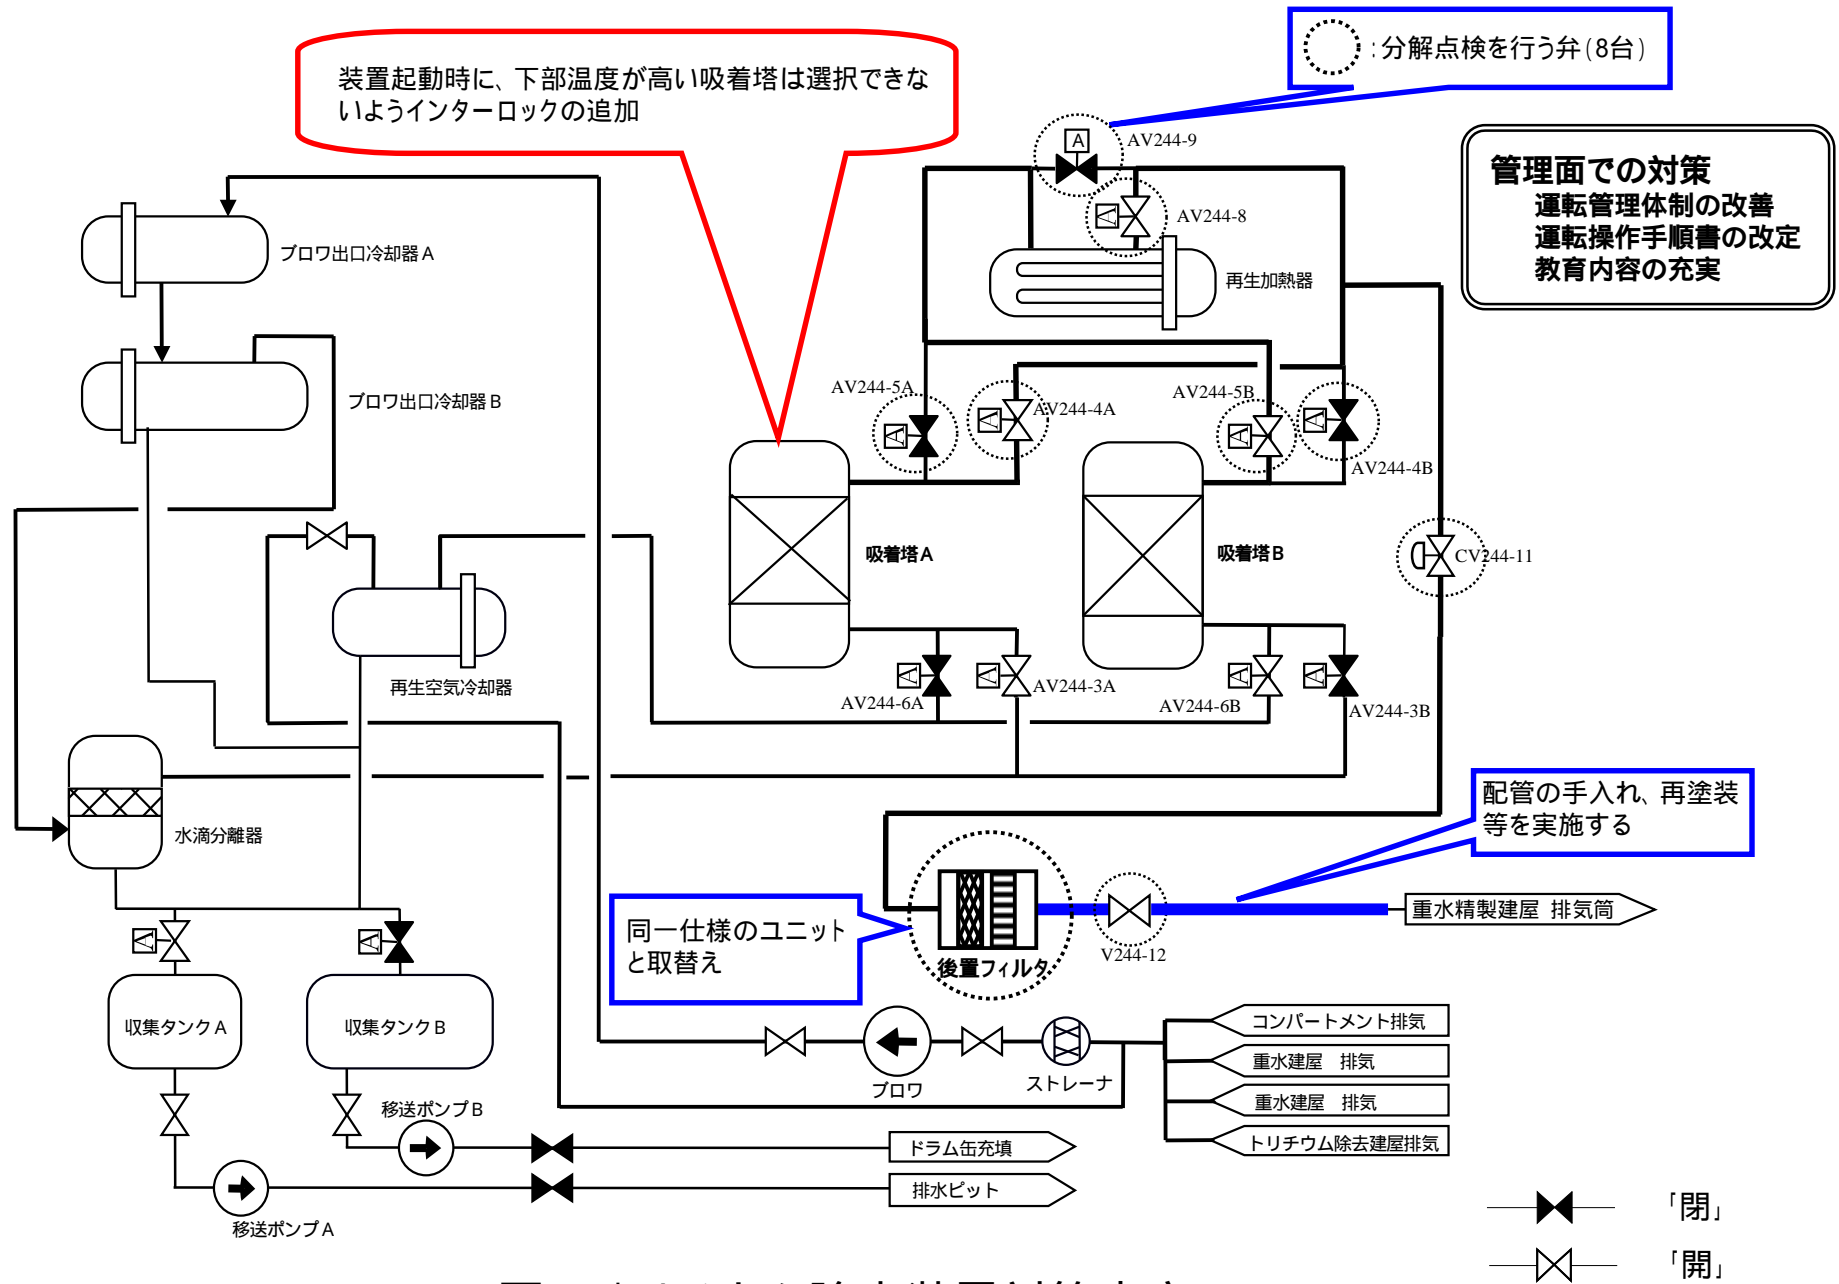 :分解点検を行う弁(8台)
装置起動時に、下部温度が高い吸着塔は選択できな
いようインターロックの追加
A
AV244-9
管理面での対策
運転管理体制の改善
運転操作手順書の改定
教育内容の充実
A
AV244-8
ブロワ出口冷却器A
再生加熱器
ブロワ出口冷却器B
AV244-5A
A
A
AV244-4A
AV244-5B
A
A
AV244-4B
吸着塔A
吸着塔B
CV244-11
再生空気冷却器
A
AV244-6A
A
AV244-3A
A
AV244-6B
A
AV244-3B
水滴分離器
配管の手入れ、再塗装
等を実施する
同一仕様のユニット
と取替え
後置フィルタ
V244-12
重水精製建屋 排気筒
A
A
収集タンクA
収集タンクB
ブロワ
ストレーナ
コンパートメント排気
重水建屋 排気
重水建屋 排気
トリチウム除去建屋排気
移送ポンプB
ドラム缶充填
排水ピット
移送ポンプA
「閉」
「開」